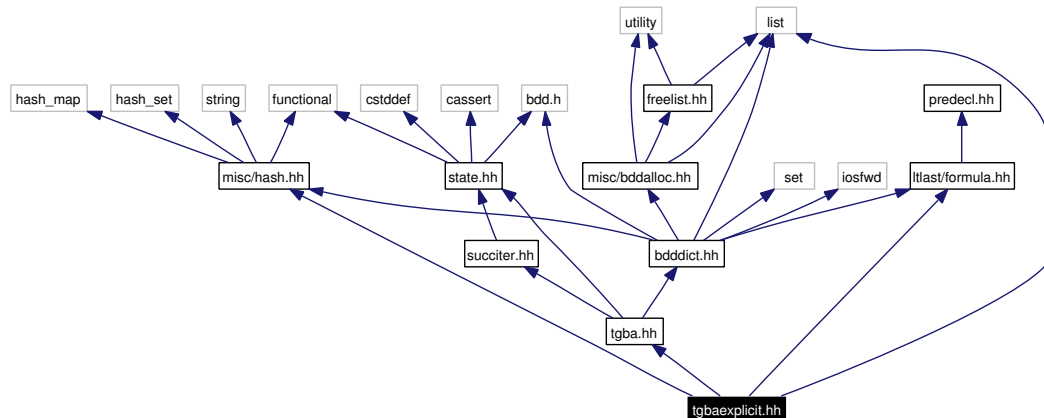 utility
list
hash_map
hash_set
string
functional
cstddef
cassert
bdd.h
freelist.hh
predecl.hh
misc/hash.hh
state.hh
misc/bddalloc.hh
set
iosfwd
ltlast/formula.hh
succiter.hh
bdddict.hh
tgba.hh
tgbaexplicit.hh